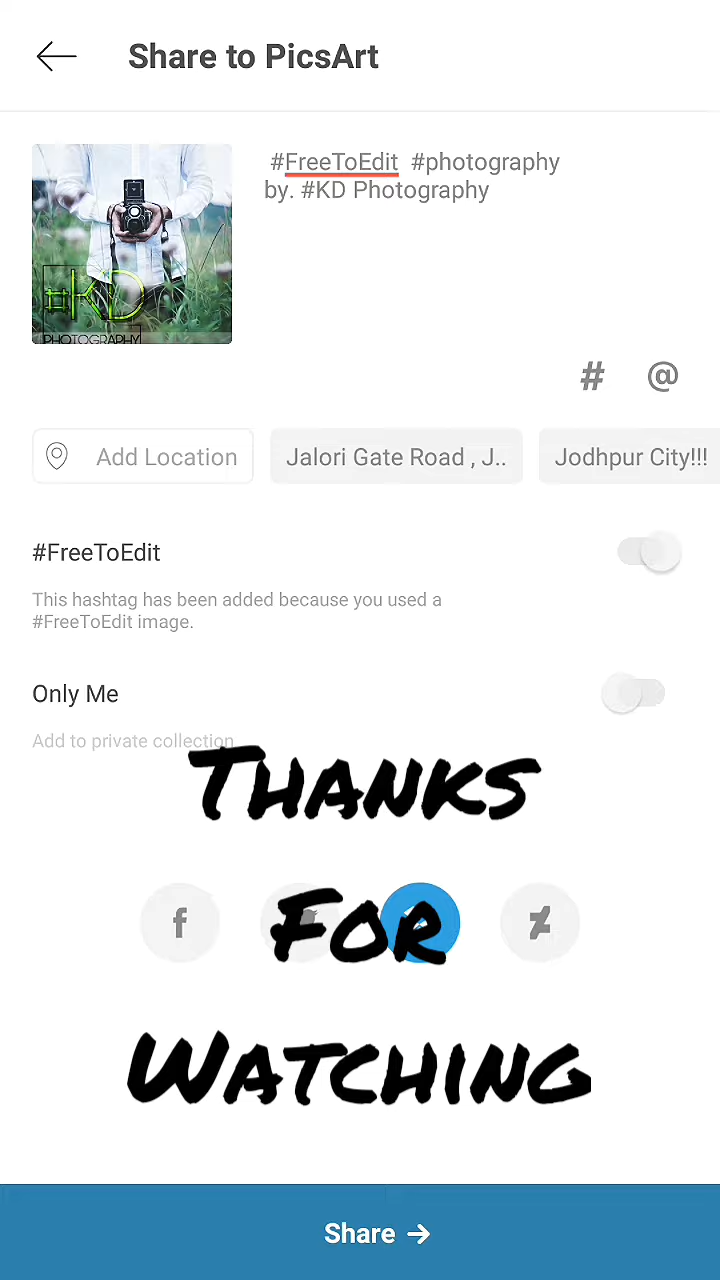 Share to PicsArt
#FreeToEdit #photography
by. #KD Photography
#KD
PHOTOGRAPHY
# @
Add Location
Jalori Gate Road , J..
Jodhpur City!!!
#FreeToEdit
This hashtag has been added because you used a
#FreeToEdit image.
Only Me
Add to private collection
THANKS
FOR
WATCHING
Share →